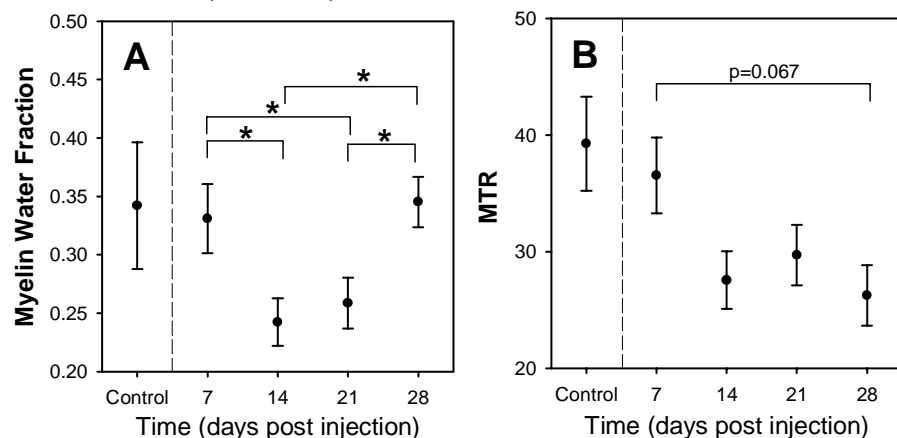 A
Myelin Water Fraction
0.50
0.45
0.40
0.35
0.30
0.25
0.20
*
*
*
*
Control 7 14 21 28
Time (days post injection)
B
MTR
50
40
30
20
p=0.067
Control 7 14 21 28
Time (days post injection)